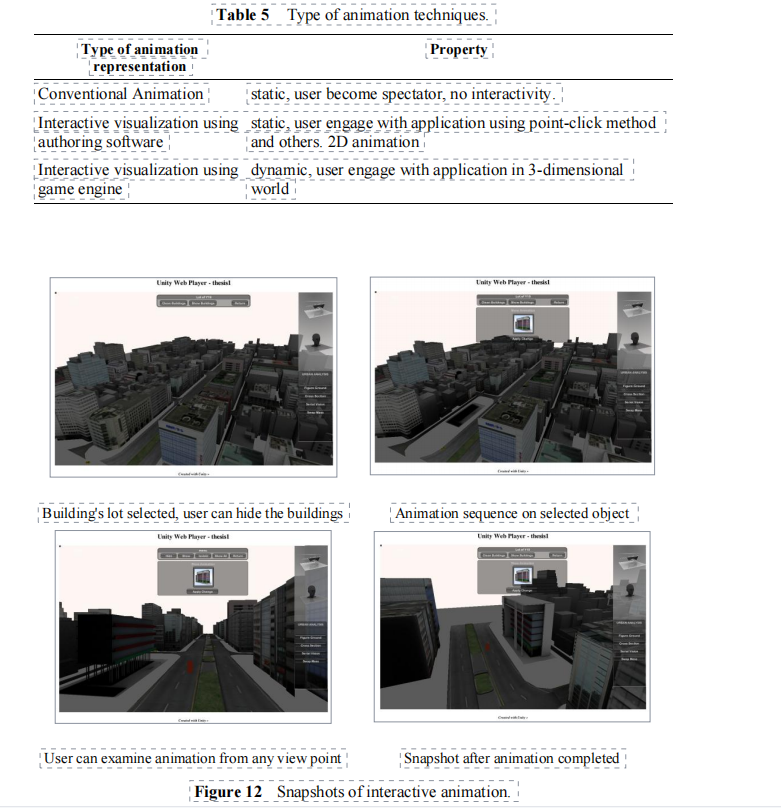 Table 5 Type of animation techniques.
Type of animation representation Property
Conventional Animation static, user become spectator, no interactivity.
Interactive visualization using authoring software static, user engage with application using point-click method and others. 2D animation
Interactive visualization using game engine dynamic, user engage with application in 3-dimensional world
Unity Web Player - thesis1
Unity Web Player - thesis1
Created with Unity »
Created with Unity »
Building's lot selected, user can hide the buildings
Animation sequence on selected object
Unity Web Player - thesis1
Unity Web Player - thesis1
Apply Change
Created with Unity »
Created with Unity »
User can examine animation from any view point
Snapshot after animation completed
Figure 12 Snapshots of interactive animation.